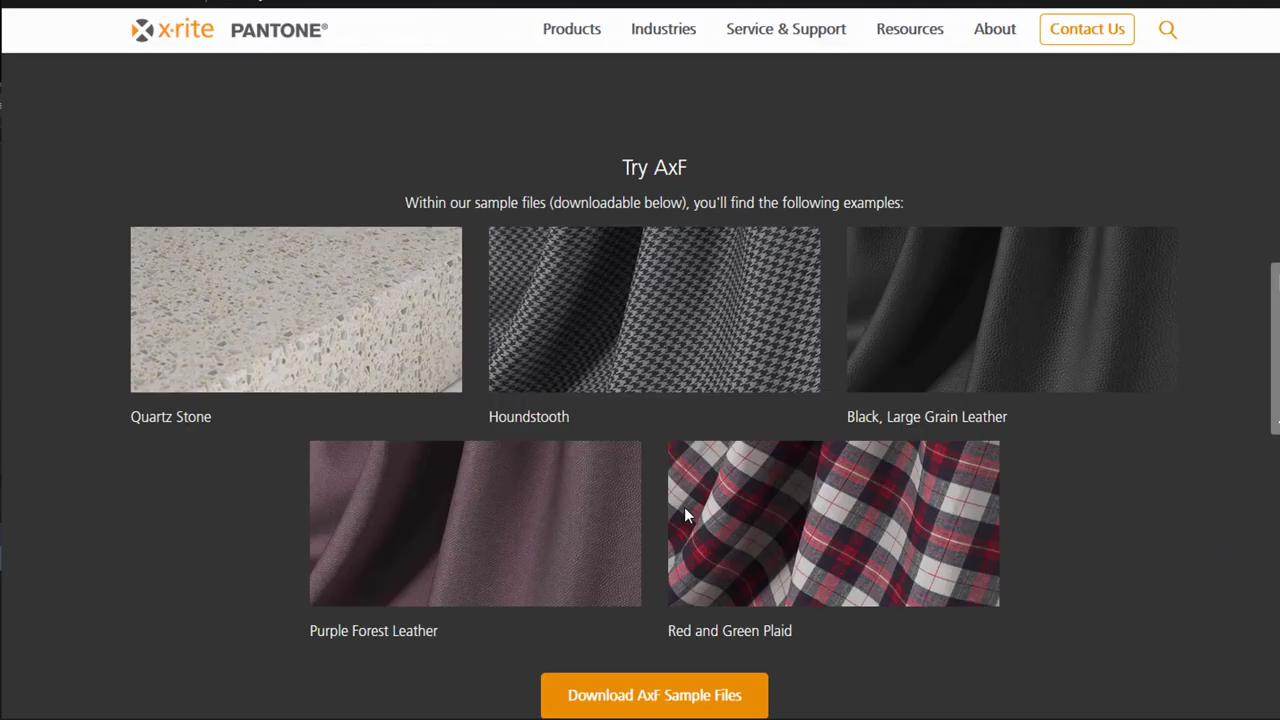 x·rite PANTONE®
Products Industries Service & Support Resources About Contact Us
Try AxF
Within our sample files (downloadable below), you'll find the following examples:
Quartz Stone Houndstooth Black, Large Grain Leather
Purple Forest Leather Red and Green Plaid
Download AxF Sample Files